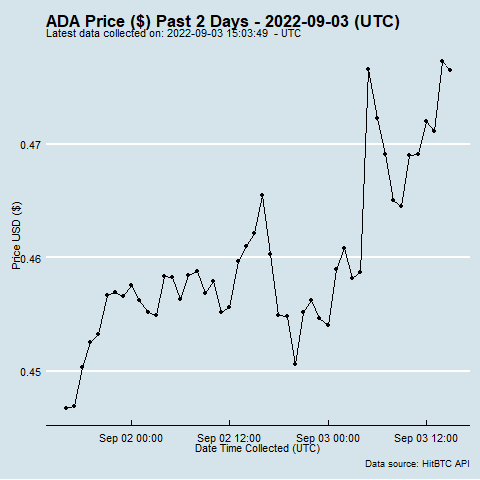 ADA Price ($) Past 2 Days - 2022-09-03 (UTC)
Latest data collected on: 2022-09-03 15:03:49 - UTC
Price USD ($)
0.47
0.46
0.45
Sep 02 00:00
Sep 02 12:00
Sep 03 00:00
Sep 03 12:00
Date Time Collected (UTC)
Data source: HitBTC API